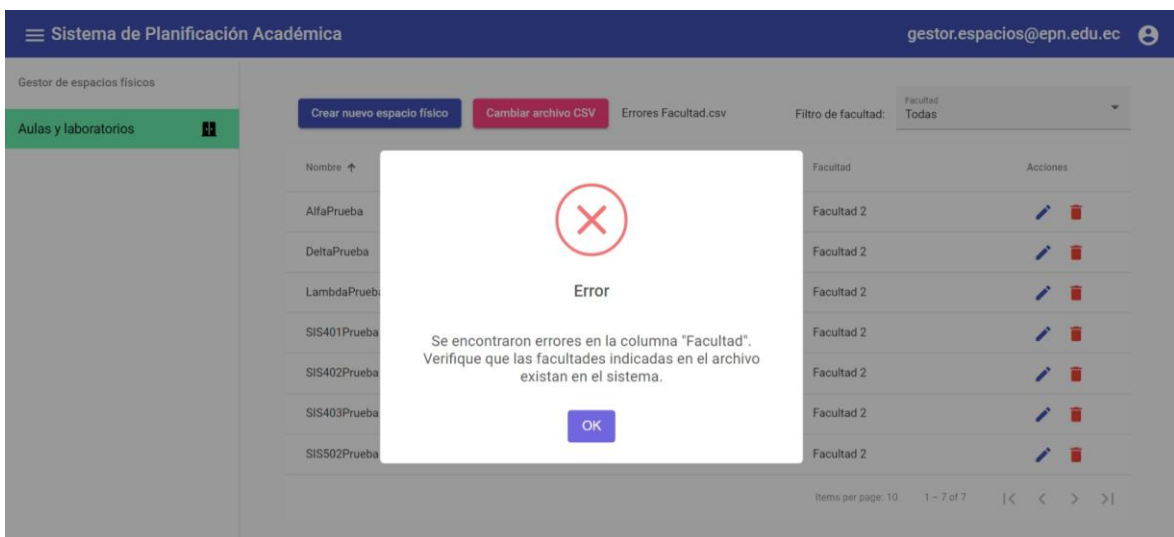 Sistema de Planificación Académica
gestor.espacios@epn.edu.ec
Gestor de espacios físicos
Aulas y laboratorios
Crear nuevo espacio físico
Cambiar archivo CSV
Errores Facultad.csv
Filtro de facultad:
Facultad
Todas
Nombre
Facultad
Acciones
AlfaPrueba
Facultad 2
DeltaPrueba
Facultad 2
LambdaPrueba
Facultad 2
SIS401Prueba
Facultad 2
SIS402Prueba
Facultad 2
SIS403Prueba
Facultad 2
SIS502Prueba
Facultad 2
Error
Se encontraron errores en la columna "Facultad".
Verifique que las facultades indicadas en el archivo
existan en el sistema.
OK
Items per page: 10
1 – 7 of 7